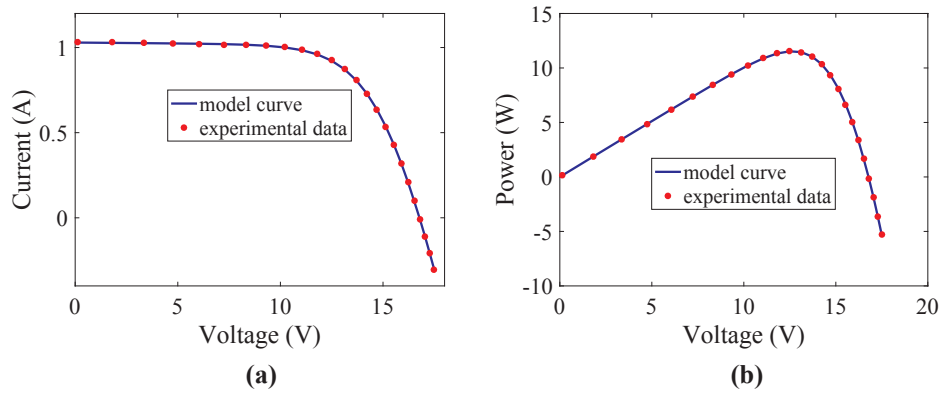 1
0.5
0
Current (A)
model curve
experimental data
0
5
10
15
Voltage (V)
(a)
15
10
5
0
-5
-10
Power (W)
model curve
experimental data
0
5
10
15
20
Voltage (V)
(b)